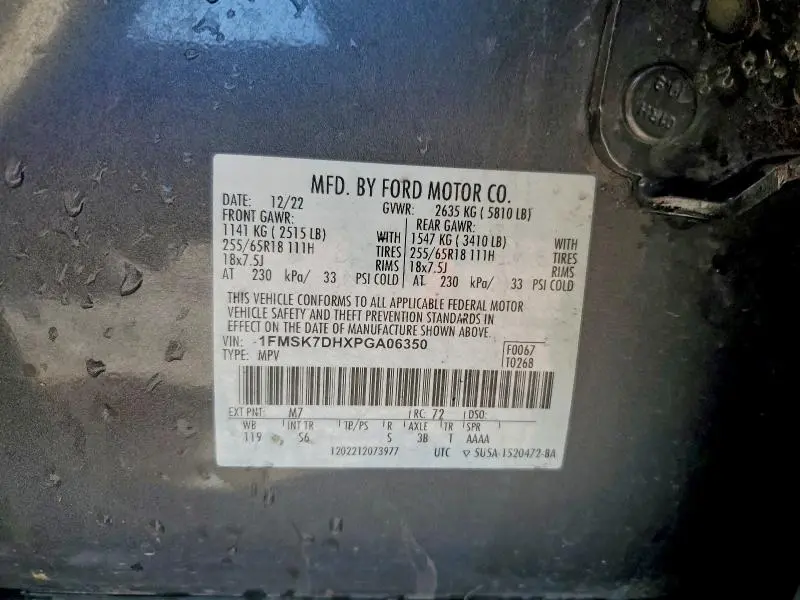 MFD. BY FORD MOTOR CO.
DATE: 12/22 GVWR: 2635 KG ( 5810 LB)
FRONT GAWR: REAR GAWR:
1141 KG ( 2515 LB) WITH 1547 KG ( 3410 LB) WITH
255/65R18 111H TIRES 255/65R18 111H TIRES
18x7.5J RIMS 18x7.5J RIMS
AT 230 kPa/ 33 PSI COLD AT 230 kPa/ 33 PSI COLD
THIS VEHICLE CONFORMS TO ALL APPLICABLE FEDERAL MOTOR
VEHICLE SAFETY AND THEFT PREVENTION STANDARDS IN
EFFECT ON THE DATE OF MANUFACTURE SHOWN ABOVE.
VIN: 1FMSK7DHXPGA06350 F0067
TYPE: MPV T0268
EXT PNT: M7 RC: 72 DSO:
WB INT TR TP/PS R AXLE TR SPR
119 S6 S 3B T AAAA
1202212073977 UTC ▽ SU5A-1520472-BA